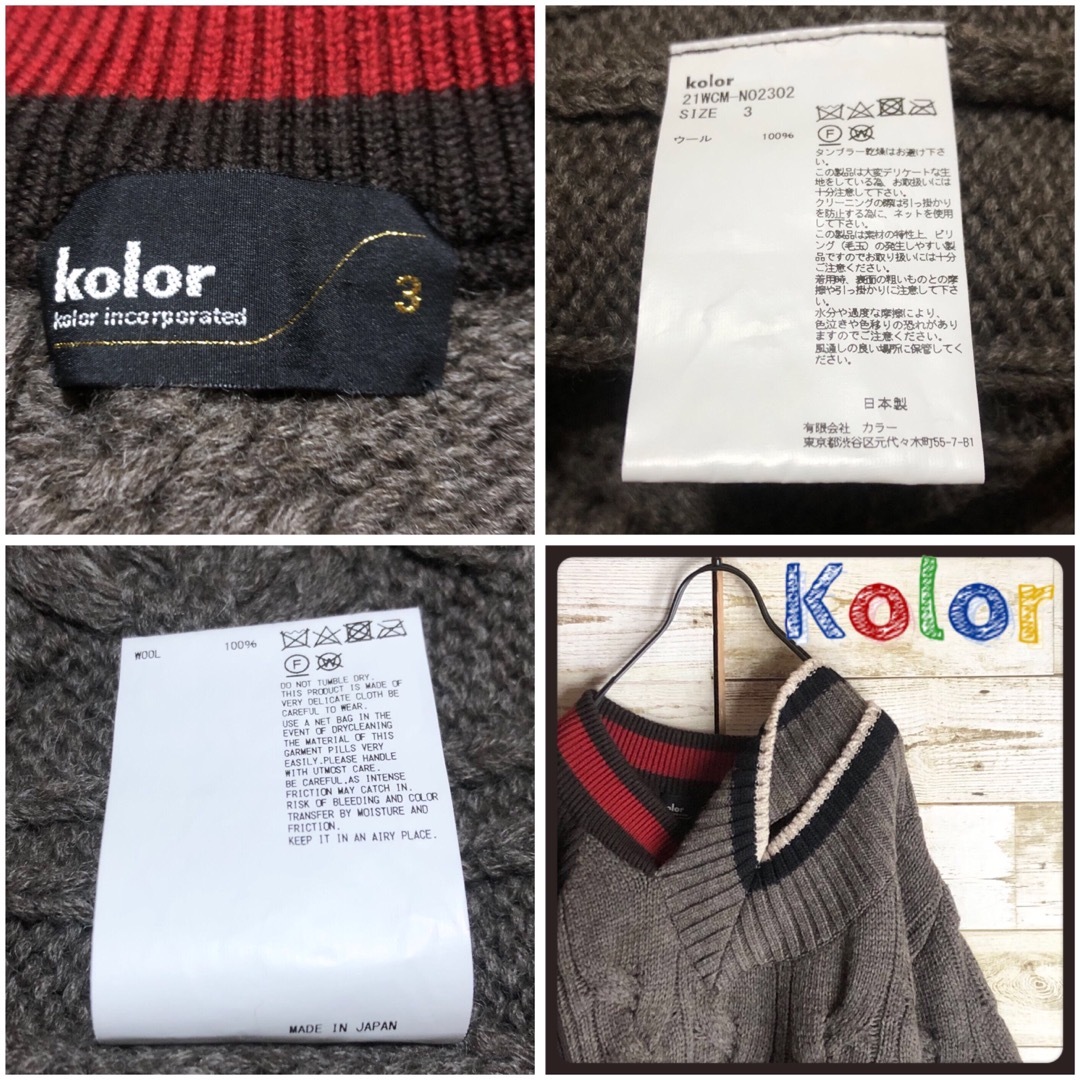 kolor
kolor incorporated
3
kolor
21WCM-N02302
SIZE 3
ウール 100%
タンブラー乾燥はお避け下さ
い。
この製品は大変デリケートな生
地をしている為、お取扱いには
十分注意して下さい。
クリーニングの際は引っ掛かり
を防止する為に、ネットを使用
して下さい。
この製品は素材の特性上、ピリ
ング(毛玉)の発生しやすい製
品ですのでお取り扱いには十分
ご注意ください。
着用時、表面の粗いものとの摩
擦や引っ掛かりに注意して下さ
い。
水分や過度な摩擦により、
色泣きや色移りの恐れがあり
ますのでご注意ください。
風通しの良い場所に保管してく
ださい。
日本製
有限会社 カラー
東京都渋谷区元代々木町55-7-B1
F
W
WOOL 100%
F
W
DO NOT TUMBLE DRY.
THIS PRODUCT IS MADE OF
VERY DELICATE CLOTH BE
CAREFUL TO WEAR.
USE A NET BAG IN THE
EVENT OF DRYCLEANING
THE MATERIAL OF THIS
GARMENT PILLS VERY
EASILY.PLEASE HANDLE
WITH UTMOST CARE.
BE CAREFUL,AS INTENSE
FRICTION MAY CATCH IN.
RISK OF BLEEDING AND COLOR
TRANSFER BY MOISTURE AND
FRICTION.
KEEP IT IN AN AIRY PLACE.
MADE IN JAPAN
Kolor
kolor